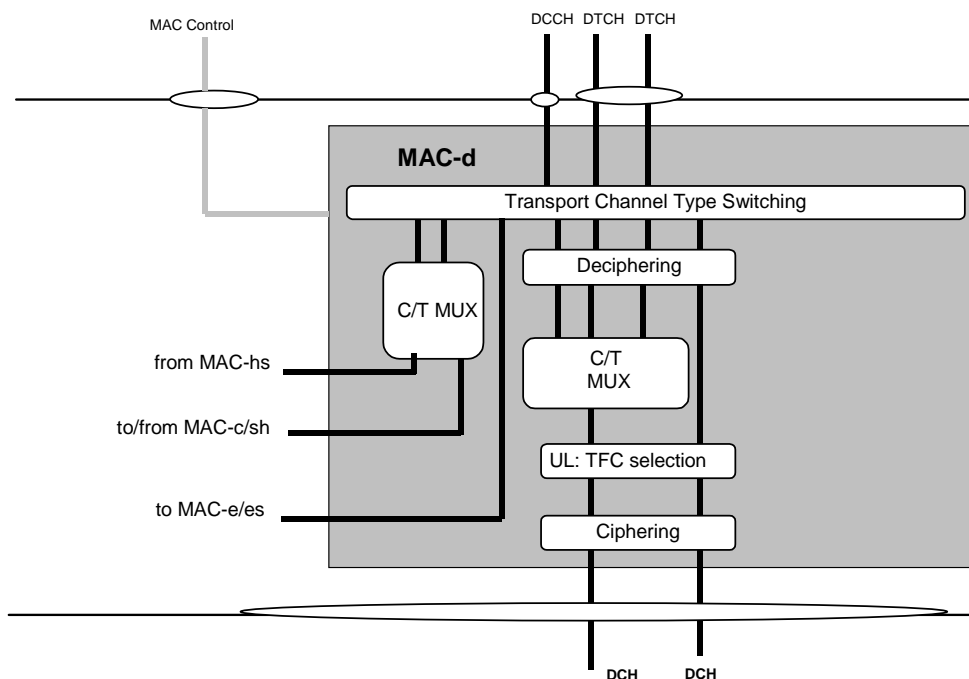 MAC Control
DCCH DTCH DTCH
MAC-d
Transport Channel Type Switching
Deciphering
C/T MUX
C/T
MUX
from MAC-hs
to/from MAC-c/sh
UL: TFC selection
to MAC-e/es
Ciphering
DCH DCH